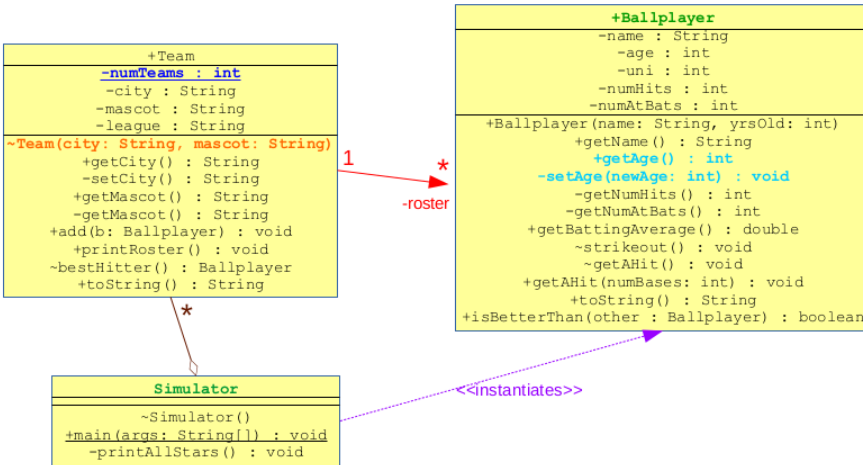 +Team
-numTeams : int
-city : String
-mascot : String
-league : String
~Team(city: String, mascot: String)
+getCity() : String
-setCity() : String
+getMascot() : String
-getMascot() : String
+add(b: Ballplayer) : void
+printRoster() : void
~bestHitter() : Ballplayer
+toString() : String
1
*
-roster
+Ballplayer
-name : String
-age : int
-uni : int
-numHits : int
-numAtBats : int
+Ballplayer(name: String, yrsOld: int)
+getName() : String
+getAge() : int
-setAge(newAge: int) : void
-getNumHits() : int
-getNumAtBats() : int
+getBattingAverage() : double
~strikeout() : void
~getAHit() : void
+getAHit(numBases: int) : void
+toString() : String
+isBetterThan(other : Ballplayer) : boolean
*
Simulator
~Simulator()
+main(args: String[]) : void
-printAllStars() : void
<<instantiates>>